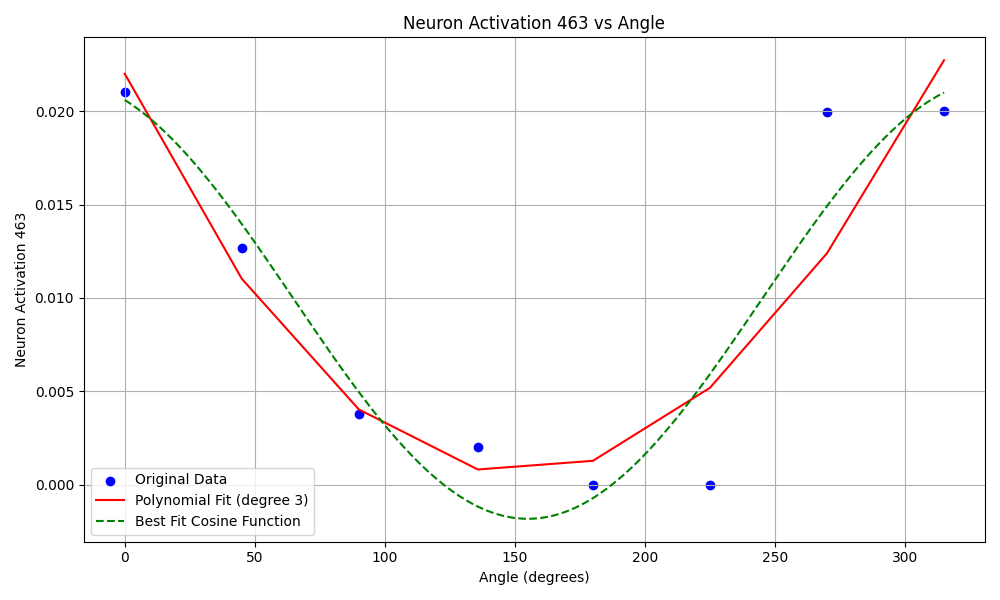 Neuron Activation 463 vs Angle
Neuron Activation 463
0.020
0.015
0.010
0.005
0.000
Original Data
Polynomial Fit (degree 3)
Best Fit Cosine Function
0 50 100 150 200 250 300
Angle (degrees)